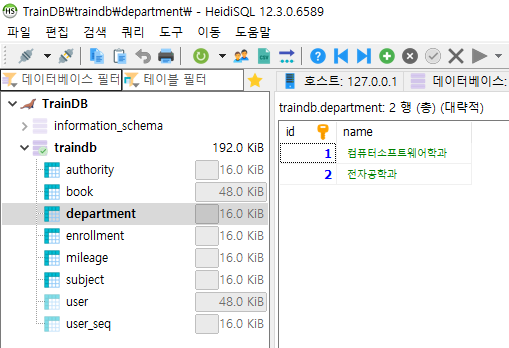 TrainDB\traindb\department\ - HeidiSQL 12.3.0.6589
파일 편집 검색 쿼리 도구 이동 도움말
데이터베이스 필터 테이블 필터
호스트: 127.0.0.1 데이터베이스:
TrainDB
information_schema
traindb 192.0 KiB
authority 16.0 KiB
book 48.0 KiB
department 16.0 KiB
enrollment 16.0 KiB
mileage 16.0 KiB
subject 16.0 KiB
user 48.0 KiB
user_seq 16.0 KiB
traindb.department: 2 행 (총) (대략적)
id name
1 컴퓨터소프트웨어학과
2 전자공학과